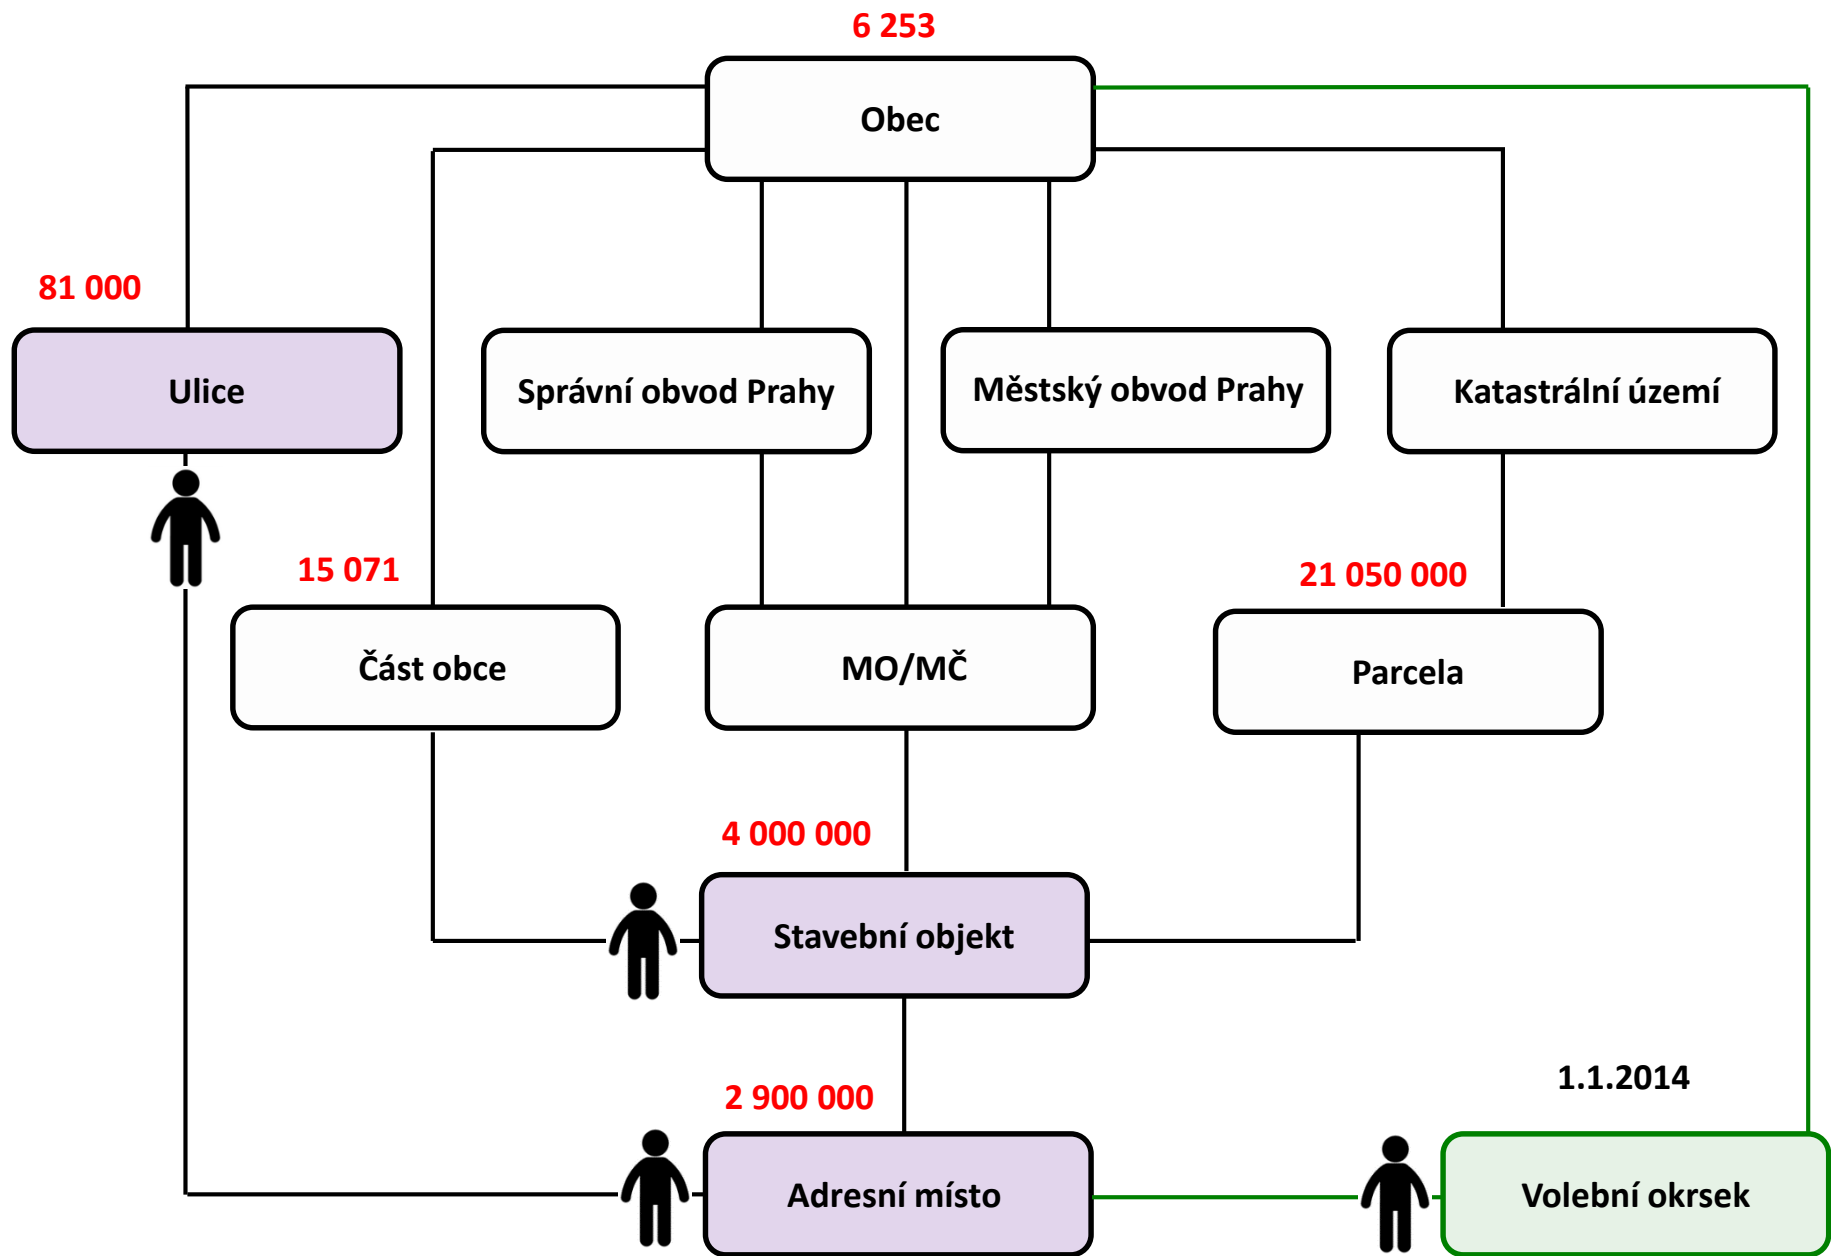 6 253
Obec
81 000
Ulice
Správní obvod Prahy
Městský obvod Prahy
Katastrální území
15 071
21 050 000
Část obce
MO/MČ
Parcela
4 000 000
Stavební objekt
1.1.2014
2 900 000
Adresní místo
Volební okrsek